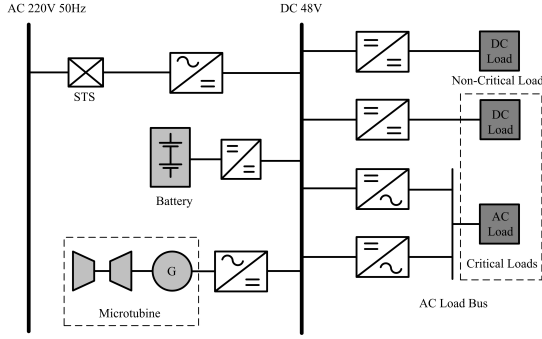 AC 220V 50Hz
DC 48V
STS
DC
Load
Non-Critical Load
DC
Load
Battery
AC
Load
Critical Loads
G
Microtubine
AC Load Bus